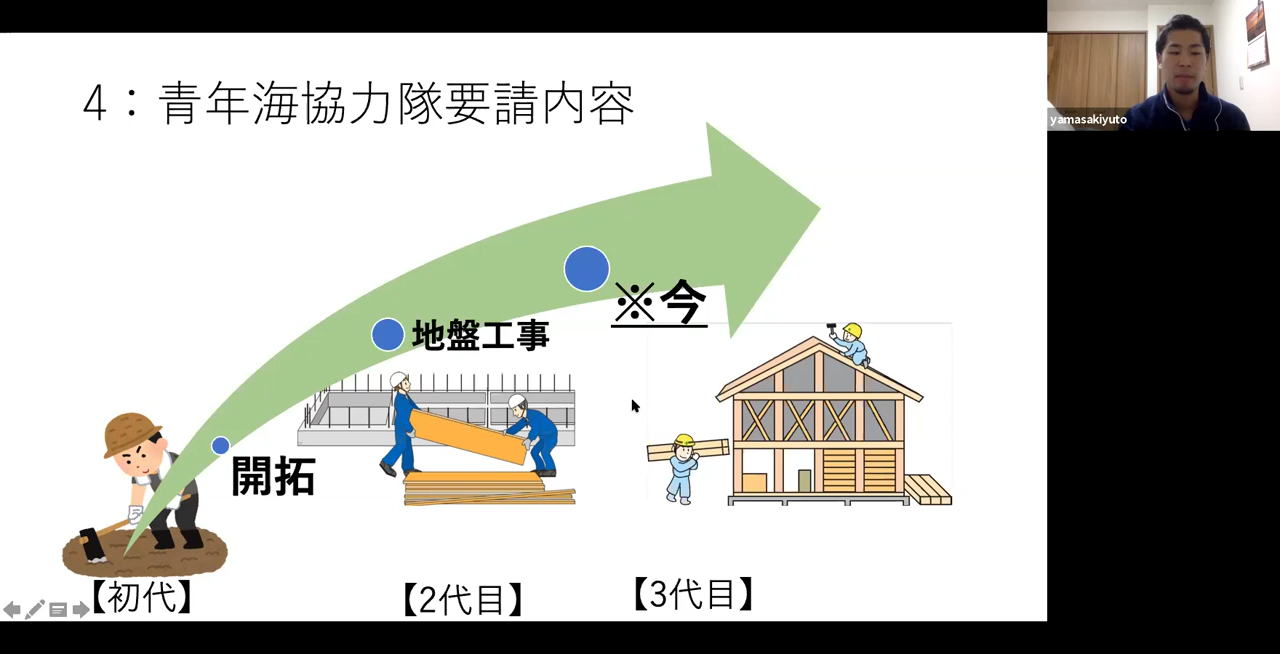 4：青年海協力隊要請内容
yamasakiyuto
※今
地盤工事
開拓
【初代】
【2代目】
【3代目】